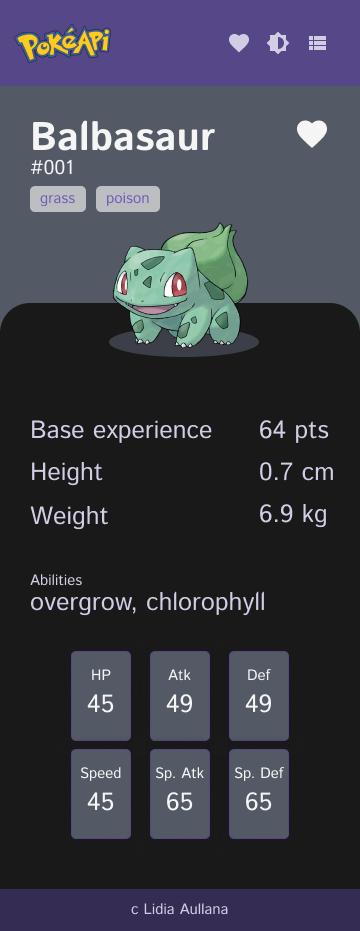 PokéApi
Balbasaur
#001
grass poison
Base experience 64 pts
Height 0.7 cm
Weight 6.9 kg
Abilities
overgrow, chlorophyll
HP Atk Def
45 49 49
Speed Sp. Atk Sp. Def
45 65 65
c Lidia Aullana